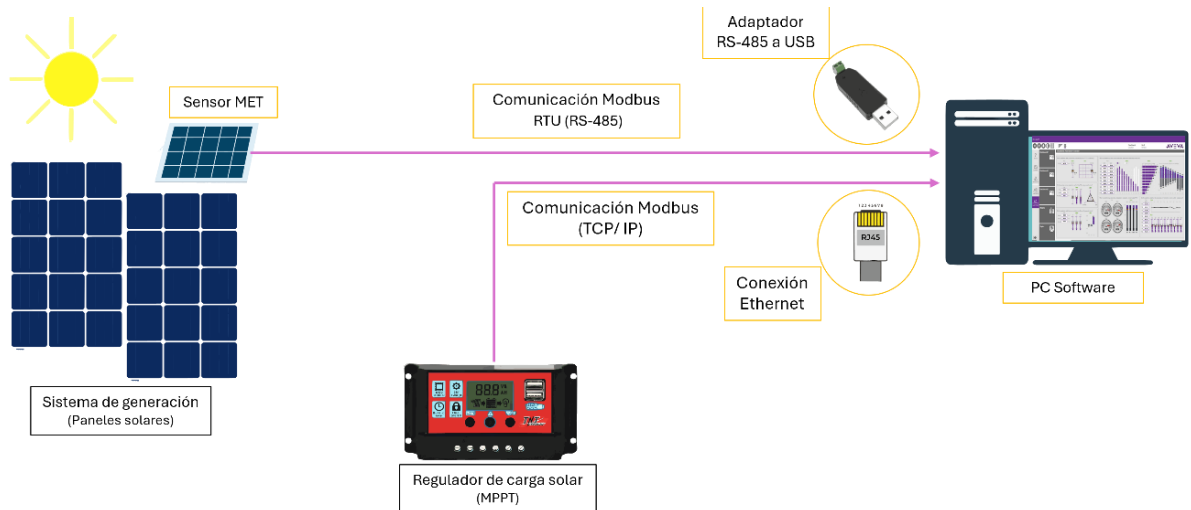 Adaptador
RS-485 a USB
Sensor MET
Comunicación Modbus
RTU (RS-485)
AVEVA
Comunicación Modbus
(TCP/ IP)
RJ45
Conexión
Ethernet
PC Software
Sistema de generación
(Paneles solares)
Regulador de carga solar
(MPPT)